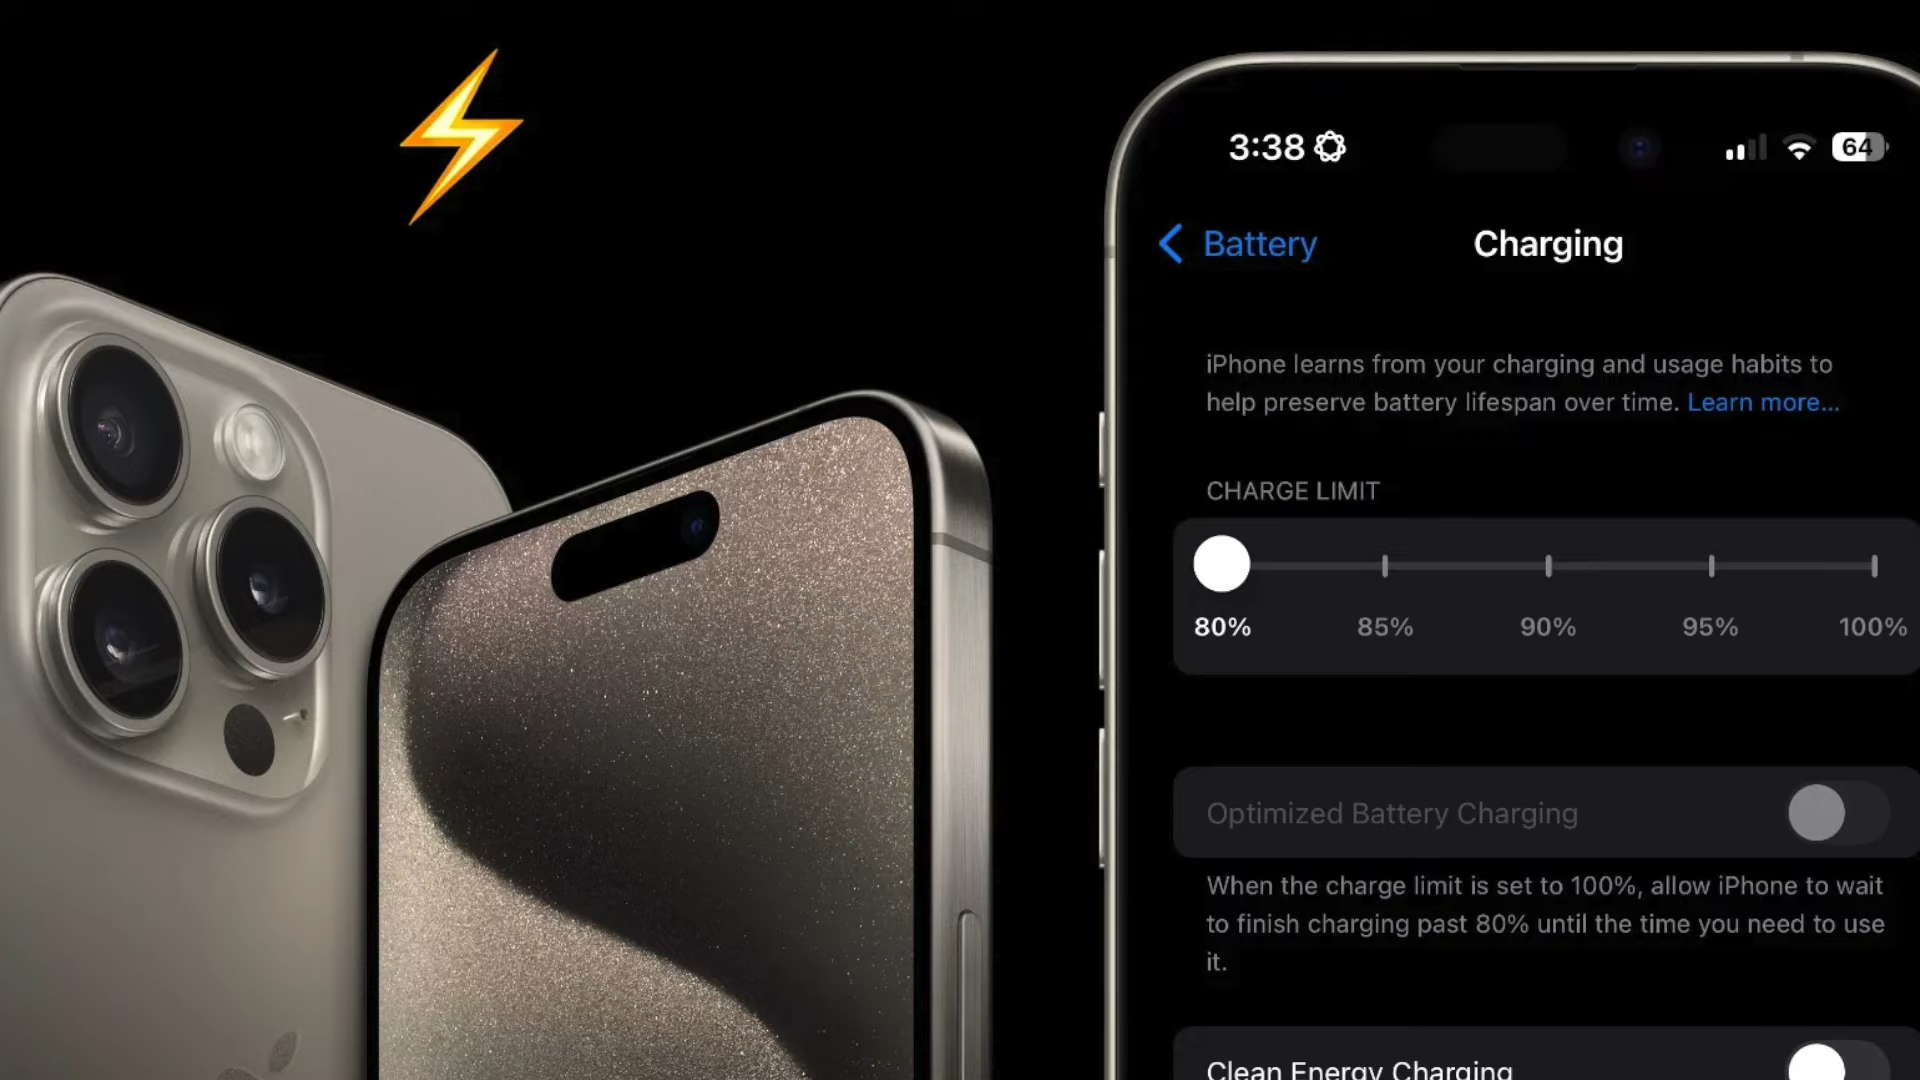 3:38
64
Battery
Charging
iPhone learns from your charging and usage habits to
help preserve battery lifespan over time. Learn more...
CHARGE LIMIT
80% 85% 90% 95% 100%
Optimized Battery Charging
When the charge limit is set to 100%, allow iPhone to wait
to finish charging past 80% until the time you need to use
it.
Clean Energy Charging